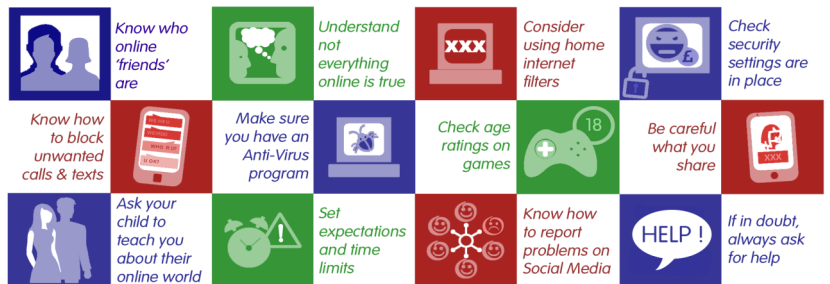 Know who
online
'friends'
are
Understand
not
everything
online is true
XXX
Consider
using home
internet
filters
£
Check
security
settings are
in place
Know how
to block
unwanted
calls & texts
WHO R U?
U OK?
Make sure
you have an
Anti-Virus
program
Check age
ratings on
games
18
Be careful
what you
share
XXX
Ask your
child to
teach you
about their
online world
Set
expectations
and time
limits
!
Know how
to report
problems on
Social Media
HELP !
If in doubt,
always ask
for help